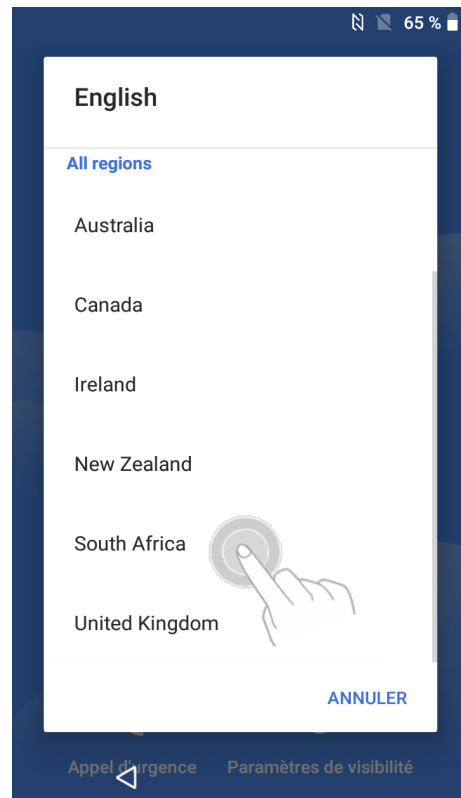 65 %
English
All regions
Australia
Canada
Ireland
New Zealand
South Africa
United Kingdom
ANNULER
Appel d'urgence Paramètres de visibilité